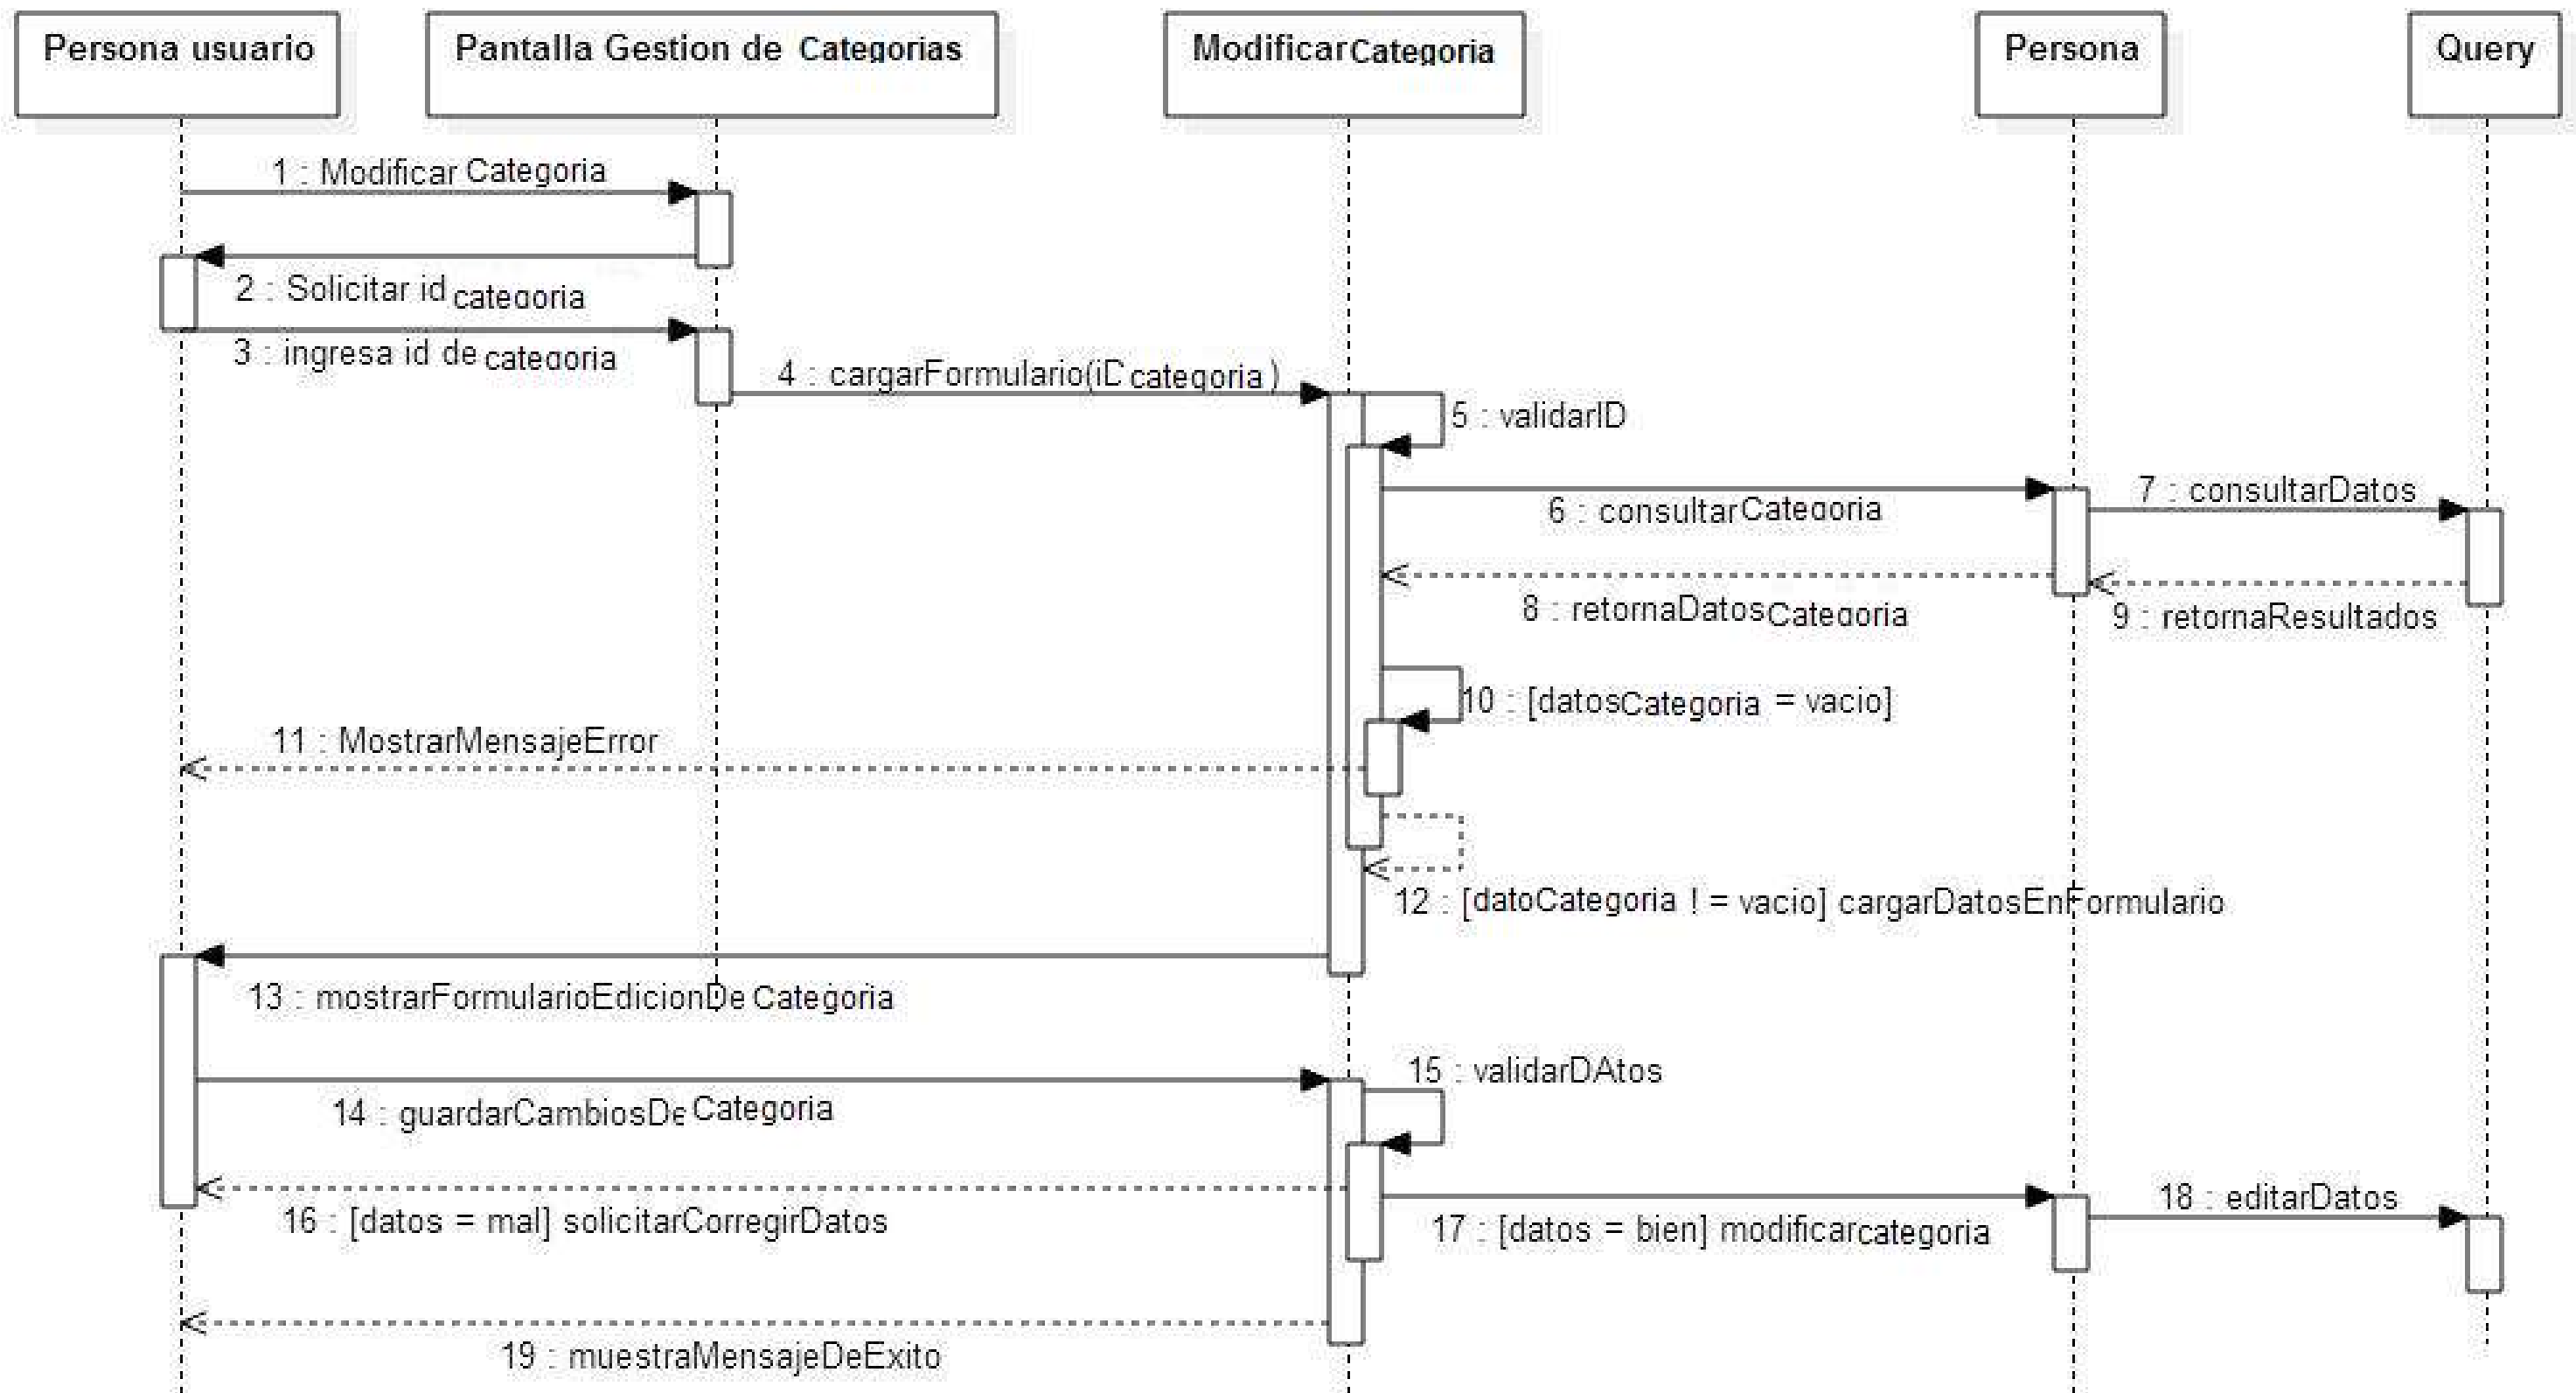 Persona usuario
Pantalla Gestion de Categorias
ModificarCategoria
Persona
Query
1 : Modificar Categoria
2 : Solicitar id categoria
3 : ingresa id de categoria
4 : cargarFormulario(iD categoria )
5 : validarID
6 : consultarCategoria
7 : consultarDatos
8 : retornaDatosCategoria
9 : retornaResultados
10 : [datosCategoria = vacio]
11 : MostrarMensajeError
12 : [datoCategoria ! = vacio] cargarDatosEnFormulario
13 : mostrarFormularioEdicionDe Categoria
14 : guardarCambiosDe Categoria
15 : validarDAtos
16 : [datos = mal] solicitarCorregirDatos
17 : [datos = bien] modificarcategoria
18 : editarDatos
19 : muestraMensajeDeExito